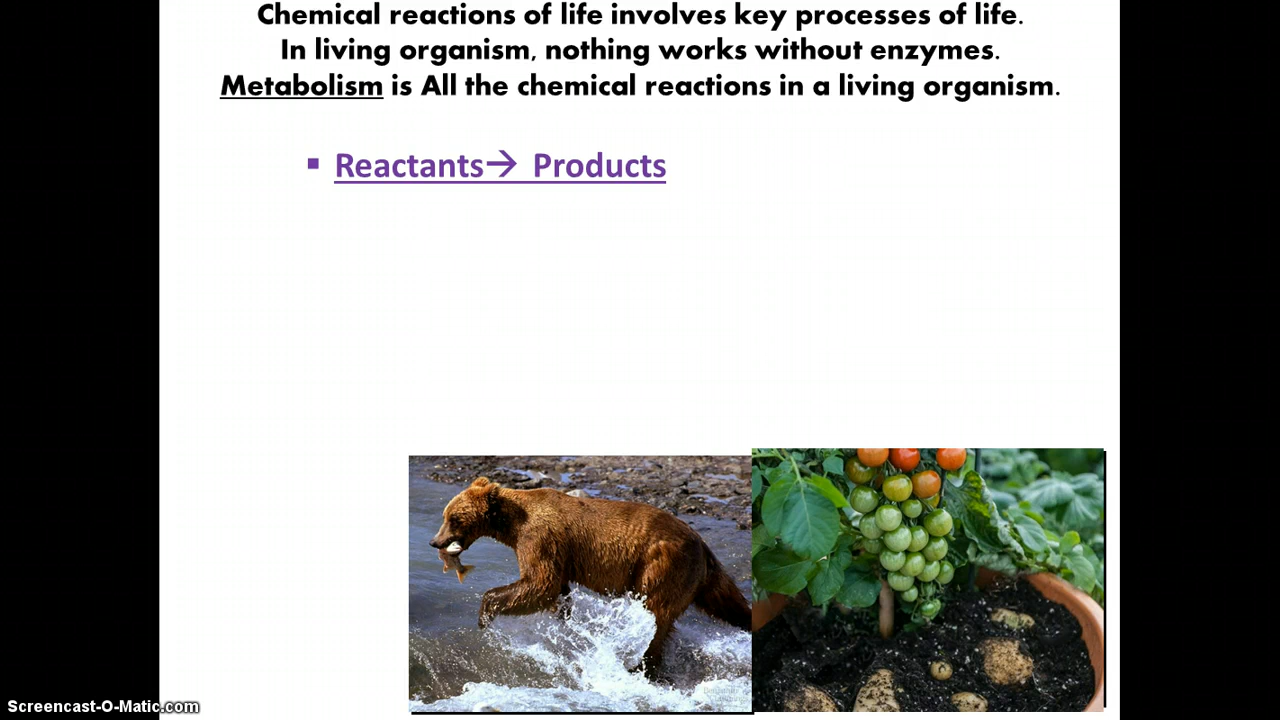 Chemical reactions of life involves key processes of life.
In living organism, nothing works without enzymes.
Metabolism is All the chemical reactions in a living organism.
▪ Reactants→ Products
Screencast-O-Matic.com